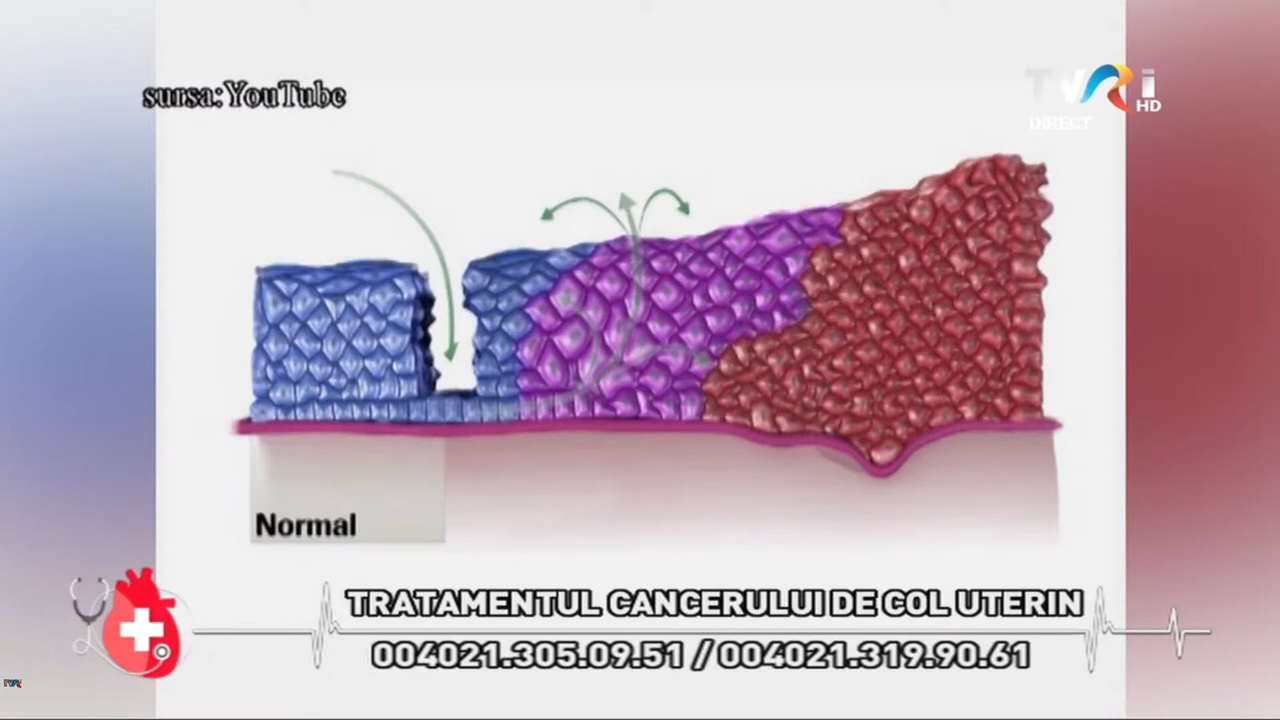 sursa:YouTube
TVR i
HD
DIRECT
Normal
TRATAMENTUL CANCERULUI DE COL UTERIN
004021.305.09.51 / 004021.319.90.61
TVR